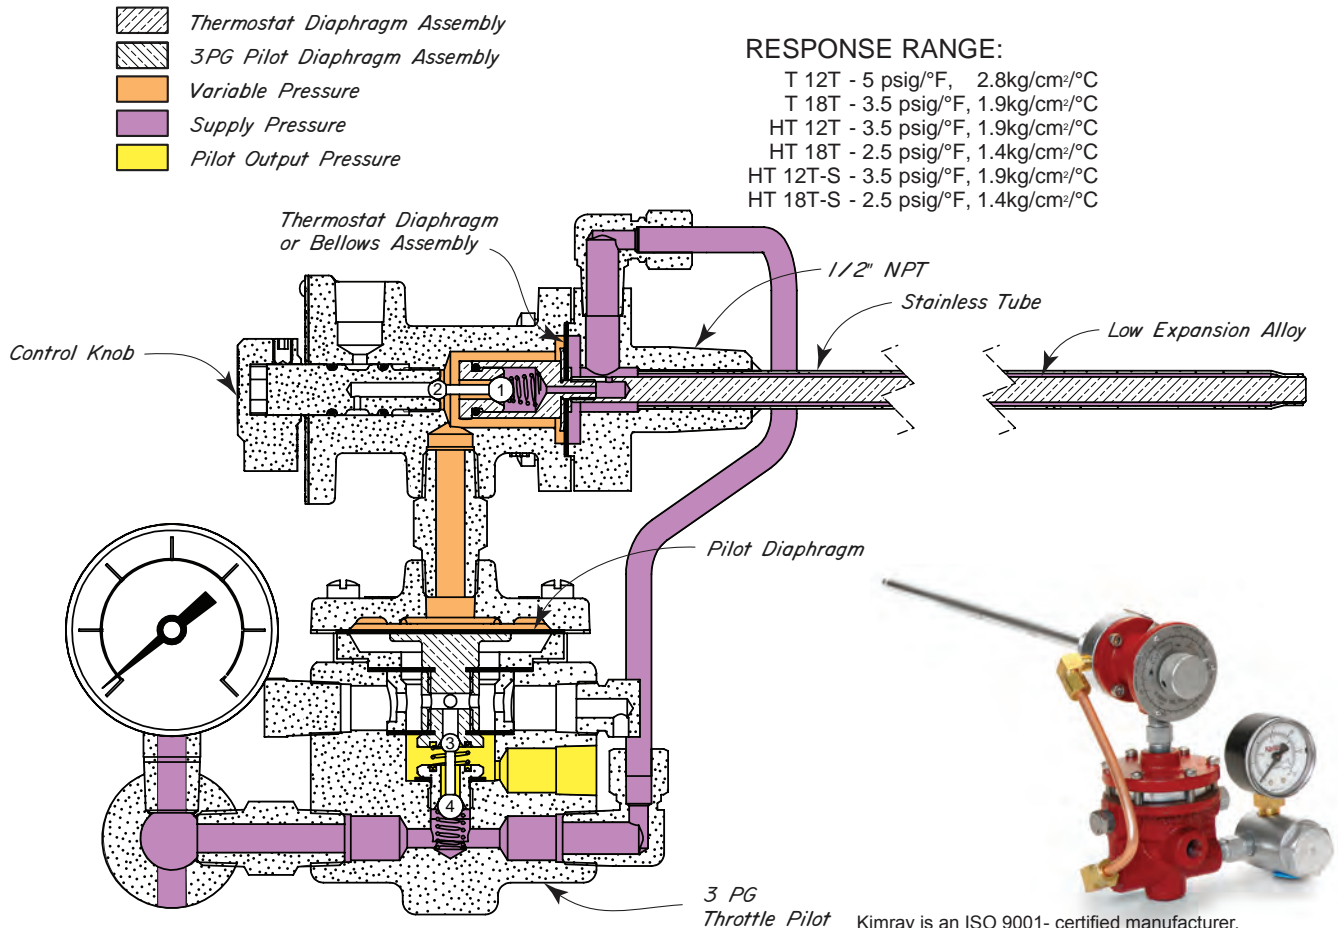 Thermostat Diaphragm Assembly
3PG Pilot Diaphragm Assembly
Variable Pressure
Supply Pressure
Pilot Output Pressure
RESPONSE RANGE:
T 12T - 5 psig/°F, 2.8kg/cm²/°C
T 18T - 3.5 psig/°F, 1.9kg/cm²/°C
HT 12T - 3.5 psig/°F, 1.9kg/cm²/°C
HT 18T - 2.5 psig/°F, 1.4kg/cm²/°C
HT 12T-S - 3.5 psig/°F, 1.9kg/cm²/°C
HT 18T-S - 2.5 psig/°F, 1.4kg/cm²/°C
Thermostat Diaphragm
or Bellows Assembly
1/2" NPT
Stainless Tube
Low Expansion Alloy
Control Knob
2
1
Pilot Diaphragm
3
4
3 PG
Throttle Pilot
Kimray is an ISO 9001- certified manufacturer.